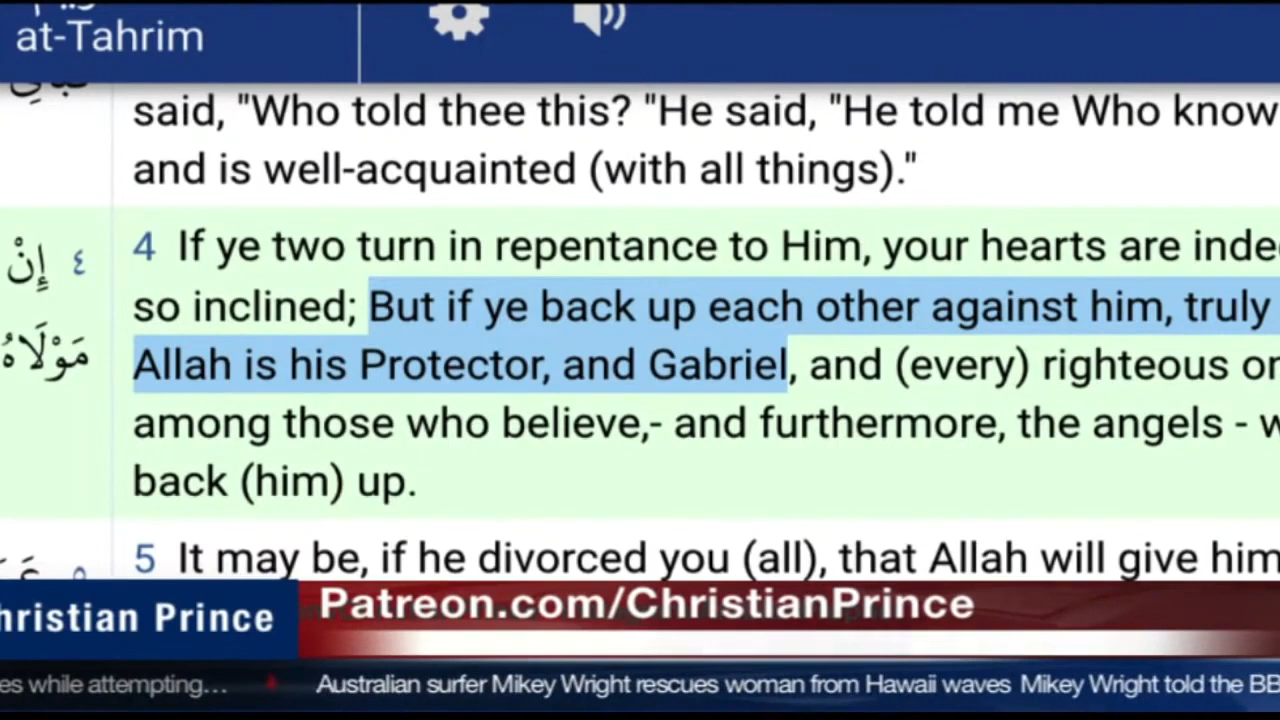 at-Tahrim
said, "Who told thee this? "He said, "He told me Who know
and is well-acquainted (with all things)."
٤ إِنْ
4 If ye two turn in repentance to Him, your hearts are inde
مَوْلَاهُ
so inclined; But if ye back up each other against him, truly
Allah is his Protector, and Gabriel, and (every) righteous or
among those who believe,- and furthermore, the angels - w
back (him) up.
5 It may be, if he divorced you (all), that Allah will give him
hristian Prince
Patreon.com/ChristianPrince
es while attempting... Australian surfer Mikey Wright rescues woman from Hawaii waves Mikey Wright told the BB